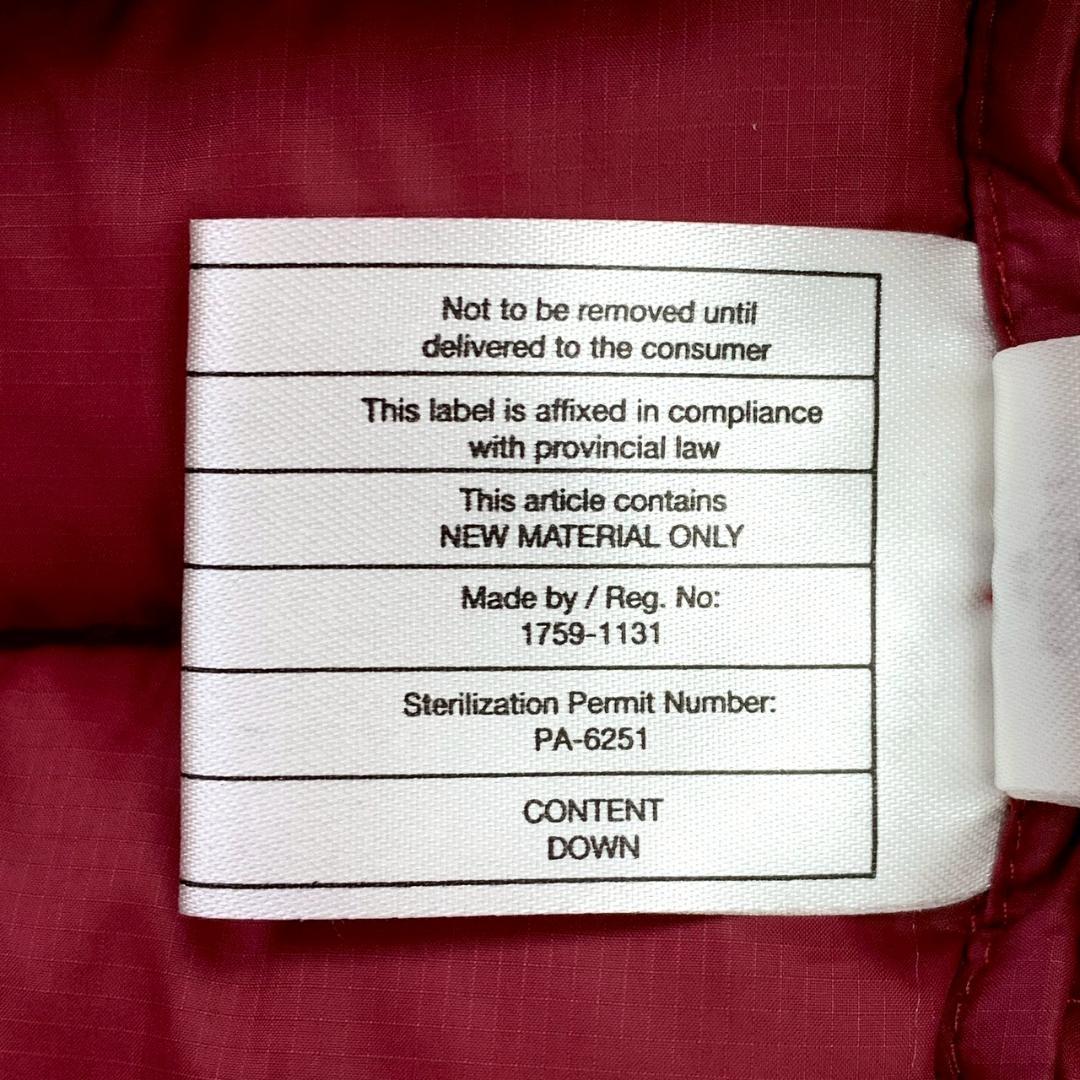 Not to be removed until
delivered to the consumer
This label is affixed in compliance
with provincial law
This article contains
NEW MATERIAL ONLY
Made by / Reg. No:
1759-1131
Sterilization Permit Number:
PA-6251
CONTENT
DOWN